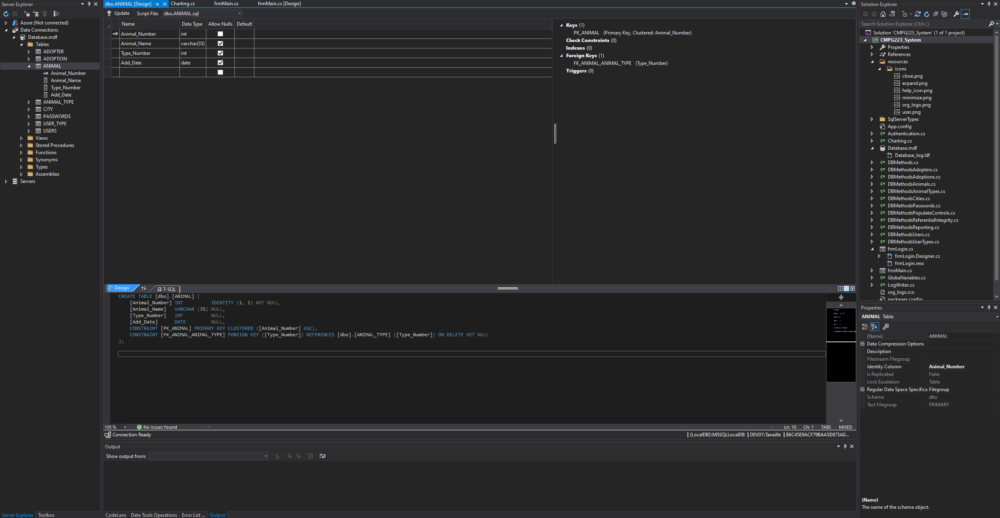 Server Explorer
Azure (Not connected)
Data Connections
Database.mdf
Tables
ADOPTER
ADOPTION
ANIMAL
Animal_Number
Animal_Name
Type_Number
Add_Date
ANIMAL_TYPE
CITY
PASSWORDS
USER_TYPE
USERS
Views
Stored Procedures
Functions
Synonyms
Types
Assemblies
Servers
Server Explorer Toolbox
dbo.ANIMAL [Design] Charting.cs frmMain.cs frmMain.cs [Design]
Update Script File: dbo.ANIMAL.sql
Name Data Type Allow Nulls Default
Animal_Number int
Animal_Name varchar(35)
Type_Number int
Add_Date date
Keys (1)
PK_ANIMAL (Primary Key, Clustered: Animal_Number)
Check Constraints (0)
Indexes (0)
Foreign Keys (1)
FK_ANIMAL_ANIMAL_TYPE (Type_Number)
Triggers (0)
Design T-SQL
CREATE TABLE [dbo].[ANIMAL] (
[Animal_Number] INT IDENTITY (1, 1) NOT NULL,
[Animal_Name] VARCHAR (35) NULL,
[Type_Number] INT NULL,
[Add_Date] DATE NULL,
CONSTRAINT [PK_ANIMAL] PRIMARY KEY CLUSTERED ([Animal_Number] ASC),
CONSTRAINT [FK_ANIMAL_ANIMAL_TYPE] FOREIGN KEY ([Type_Number]) REFERENCES [dbo].[ANIMAL_TYPE] ([Type_Number]) ON DELETE SET NULL
);
100 % No issues found Ln: 10 Ch: 1 TABS MIXED
Connection Ready (LocalDB)\MSSQLLocalDB DEV01\Tanaille B6C45E9ACF79BAA5D875A0...
Output
Show output from:
CodeLens Data Tools Operations Error List ... Output
Solution Explorer
Search Solution Explorer (Ctrl+;)
Solution 'CMPG223_System' (1 of 1 project)
CMPG223_System
Properties
References
resources
icons
close.png
expand.png
help_icon.png
minimize.png
org_logo.png
user.png
SqlServerTypes
App.config
Authentication.cs
Charting.cs
Database.mdf
Database_log.ldf
DBMethods.cs
DBMethodsAdopters.cs
DBMethodsAdoptions.cs
DBMethodsAnimals.cs
DBMethodsAnimalTypes.cs
DBMethodsCities.cs
DBMethodsPasswords.cs
DBMethodsPopulateControls.cs
DBMethodsReferentialIntegrity.cs
DBMethodsReporting.cs
DBMethodsUsers.cs
DBMethodsUserTypes.cs
frmLogin.cs
frmLogin.Designer.cs
frmLogin.resx
frmMain.cs
GlobalVariables.cs
LogWriter.cs
org_logo.ico
packages.config
Properties
ANIMAL Table
(Name) ANIMAL
Data Compression Options
Description
Filestream Filegroup
Identity Column Animal_Number
Is Replicated False
Lock Escalation Table
Regular Data Space Specifica Filegroup
Schema dbo
Text Filegroup PRIMARY
(Name)
The name of the schema object.